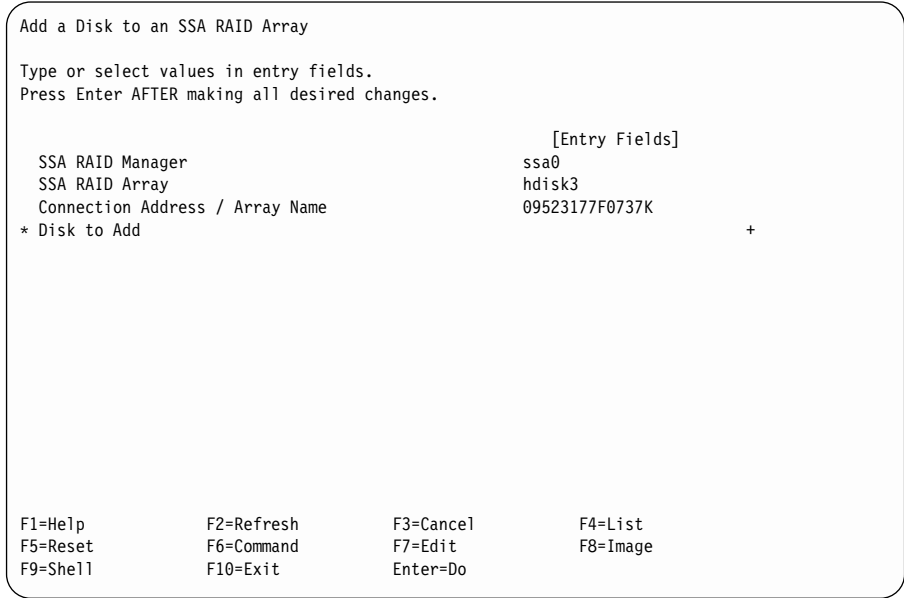 Add a Disk to an SSA RAID Array
Type or select values in entry fields.
Press Enter AFTER making all desired changes.
[Entry Fields]
SSA RAID Manager ssa0
SSA RAID Array hdisk3
Connection Address / Array Name 09523177F0737K
* Disk to Add +
F1=Help F2=Refresh F3=Cancel F4=List
F5=Reset F6=Command F7=Edit F8=Image
F9=Shell F10=Exit Enter=Do